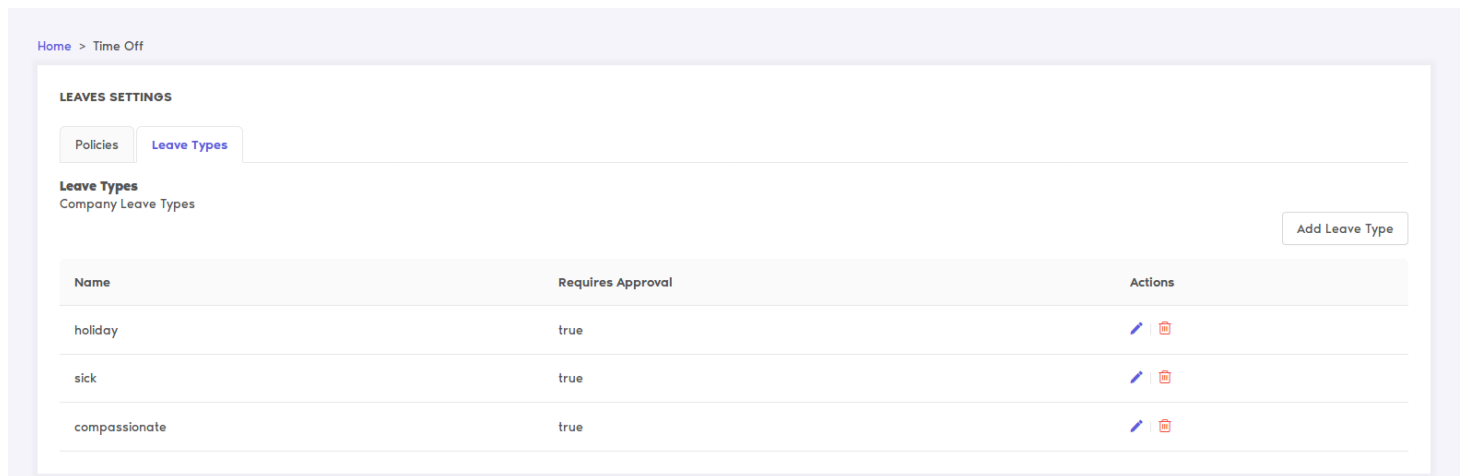 Home > Time Off
LEAVES SETTINGS
Policies Leave Types
Leave Types
Company Leave Types
Add Leave Type
Name Requires Approval Actions
holiday true
sick true
compassionate true